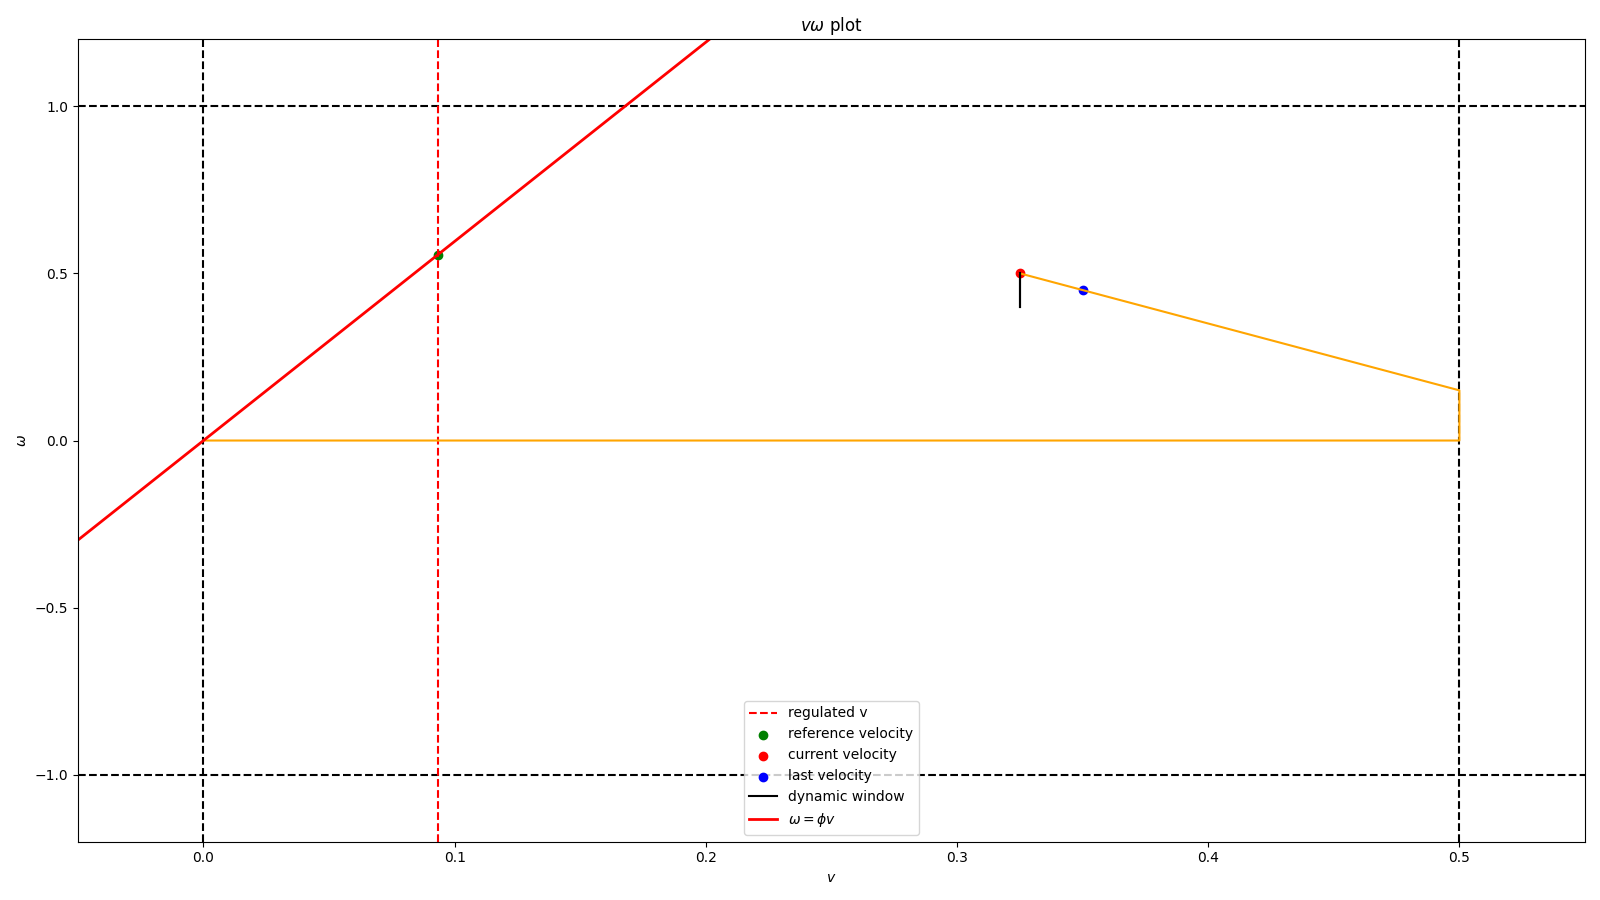 vω plot
1.0
0.5
0.0
−0.5
−1.0
ω
0.0 0.1 0.2 0.3 0.4 0.5
v
regulated v
reference velocity
current velocity
last velocity
dynamic window
ω = ϕv